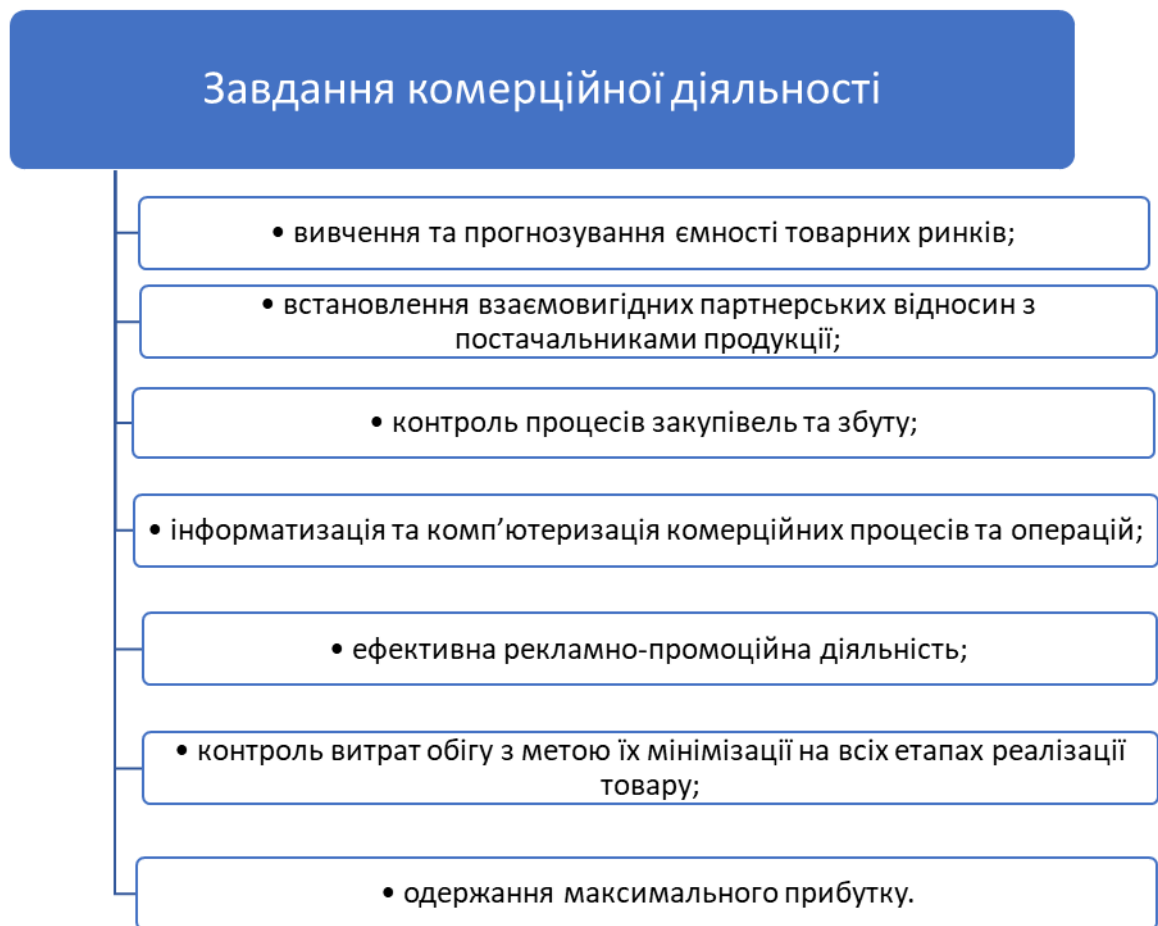 Завдання комерційної діяльності
• вивчення та прогнозування ємності товарних ринків;
• встановлення взаємовигідних партнерських відносин з
постачальниками продукції;
• контроль процесів закупівель та збуту;
• інформатизація та комп’ютеризація комерційних процесів та операцій;
• ефективна рекламно-промоційна діяльність;
• контроль витрат обігу з метою їх мінімізації на всіх етапах реалізації
товару;
• одержання максимального прибутку.